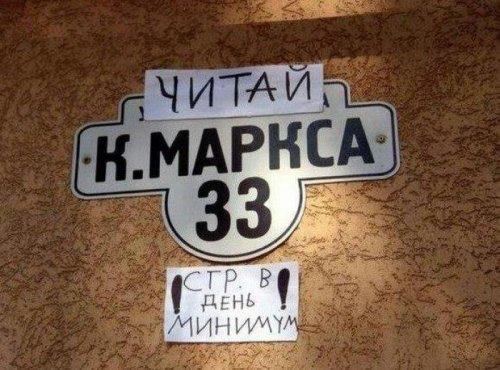 ЧИТАЙ
К.МАРКСА
33
! СТР. В !
ДЕНЬ
МИНИМУМ